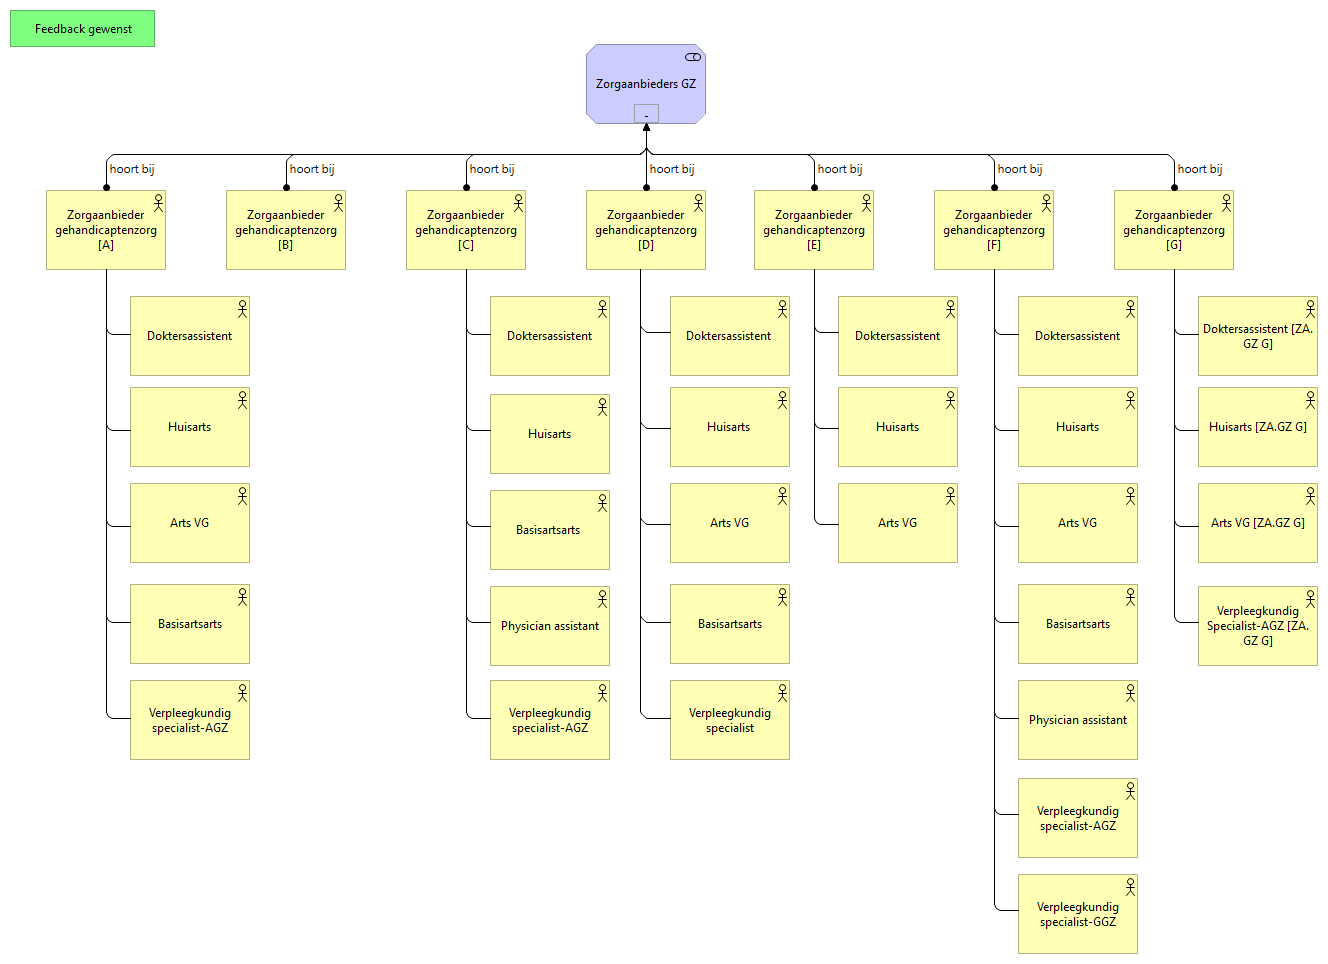 Feedback gewenst
Zorgaanbieders GZ
-
hoort bij
hoort bij
hoort bij
hoort bij
hoort bij
hoort bij
hoort bij
Zorgaanbieder
gehandicaptenzorg
[A]
Zorgaanbieder
gehandicaptenzorg
[B]
Zorgaanbieder
gehandicaptenzorg
[C]
Zorgaanbieder
gehandicaptenzorg
[D]
Zorgaanbieder
gehandicaptenzorg
[E]
Zorgaanbieder
gehandicaptenzorg
[F]
Zorgaanbieder
gehandicaptenzorg
[G]
Doktersassistent
Huisarts
Arts VG
Basisartsarts
Verpleegkundig
specialist-AGZ
Doktersassistent
Huisarts
Basisartsarts
Physician assistant
Verpleegkundig
specialist-AGZ
Doktersassistent
Huisarts
Arts VG
Basisartsarts
Verpleegkundig
specialist
Doktersassistent
Huisarts
Arts VG
Doktersassistent
Huisarts
Arts VG
Basisartsarts
Physician assistant
Verpleegkundig
specialist-AGZ
Verpleegkundig
specialist-GGZ
Doktersassistent [ZA.
GZ G]
Huisarts [ZA.GZ G]
Arts VG [ZA.GZ G]
Verpleegkundig
Specialist-AGZ [ZA.
GZ G]